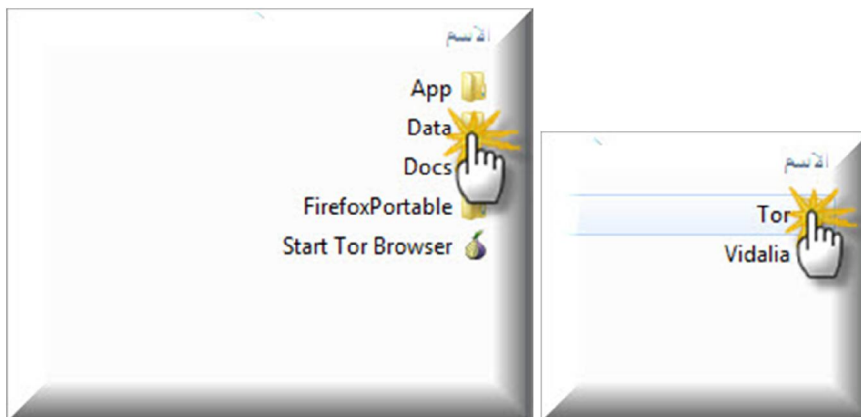 الاسم
App
Data
Docs
FirefoxPortable
Start Tor Browser
الاسم
Tor
Vidalia